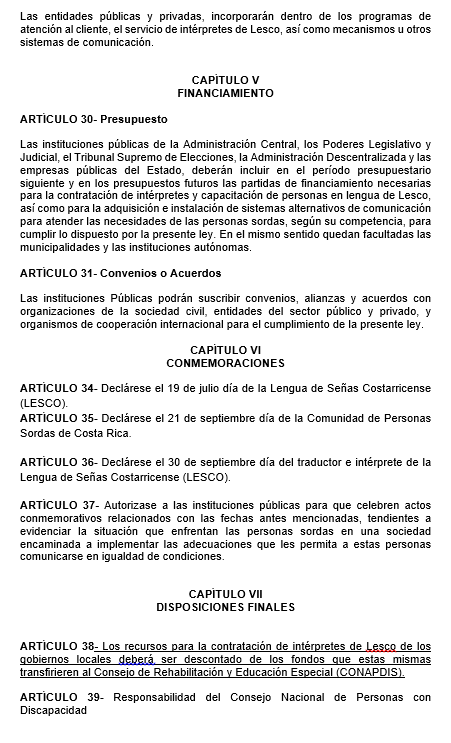 Las entidades públicas y privadas, incorporarán dentro de los programas de
atención al cliente, el servicio de intérpretes de Lesco, así como mecanismos u otros
sistemas de comunicación.
CAPÍTULO V
FINANCIAMIENTO
ARTÍCULO 30- Presupuesto
Las instituciones públicas de la Administración Central, los Poderes Legislativo y
Judicial, el Tribunal Supremo de Elecciones, la Administración Descentralizada y las
empresas públicas del Estado, deberán incluir en el período presupuestario
siguiente y en los presupuestos futuros las partidas de financiamiento necesarias
para la contratación de intérpretes y capacitación de personas en lengua de Lesco,
así como para la adquisición e instalación de sistemas alternativos de comunicación
para atender las necesidades de las personas sordas, según su competencia, para
cumplir lo dispuesto por la presente ley. En el mismo sentido quedan facultadas las
municipalidades y las instituciones autónomas.
ARTÍCULO 31- Convenios o Acuerdos
Las instituciones Públicas podrán suscribir convenios, alianzas y acuerdos con
organizaciones de la sociedad civil, entidades del sector público y privado, y
organismos de cooperación internacional para el cumplimiento de la presente ley.
CAPÍTULO VI
CONMEMORACIONES
ARTÍCULO 34- Declárese el 19 de julio día de la Lengua de Señas Costarricense
(LESCO).
ARTÍCULO 35- Declárese el 21 de septiembre día de la Comunidad de Personas
Sordas de Costa Rica.
ARTÍCULO 36- Declárese el 30 de septiembre día del traductor e intérprete de la
Lengua de Señas Costarricense (LESCO).
ARTÍCULO 37- Autorizase a las instituciones públicas para que celebren actos
conmemorativos relacionados con las fechas antes mencionadas, tendientes a
evidenciar la situación que enfrentan las personas sordas en una sociedad
encaminada a implementar las adecuaciones que les permita a estas personas
comunicarse en igualdad de condiciones.
CAPÍTULO VII
DISPOSICIONES FINALES
ARTÍCULO 38- Los recursos para la contratación de intérpretes de Lesco de los
gobiernos locales deberá ser descontado de los fondos que estas mismas
transfirieren al Consejo de Rehabilitación y Educación Especial (CONAPDIS).
ARTÍCULO 39- Responsabilidad del Consejo Nacional de Personas con
Discapacidad